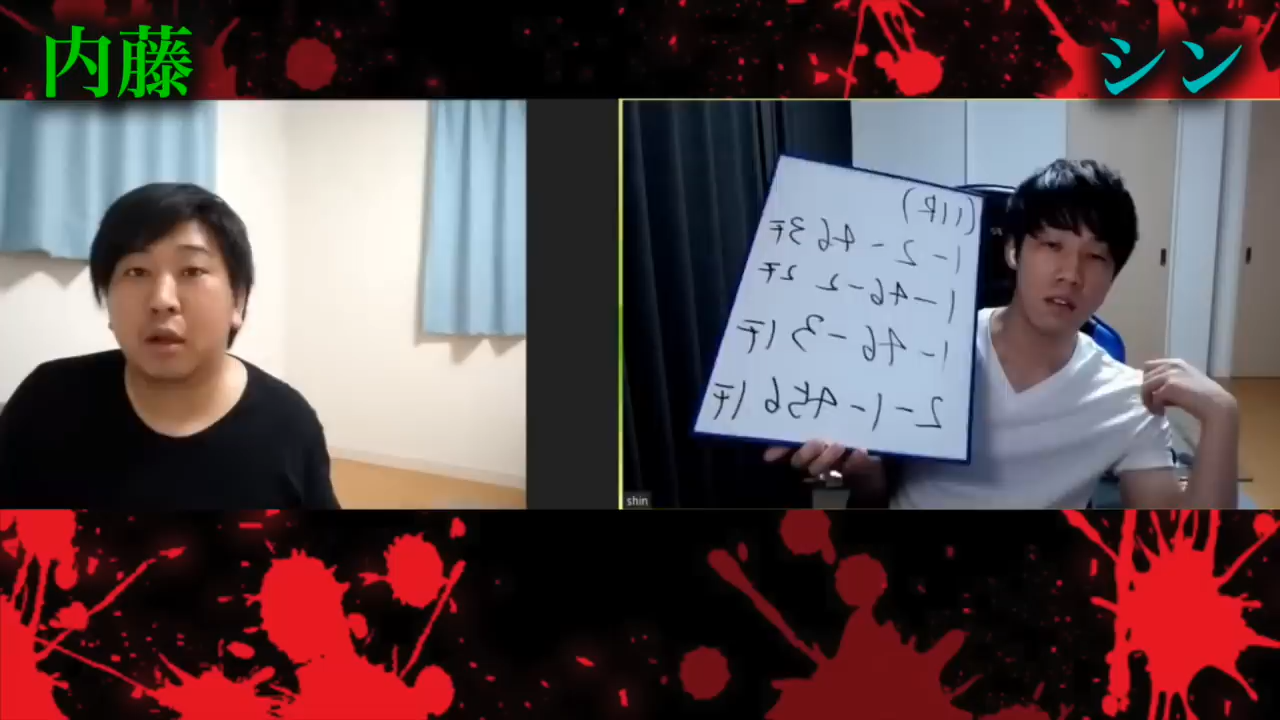 内藤
シン
(11R)
1-2-46 3千
1-46-2 2千
1-46-3 1千
2-1-456 1千
shin